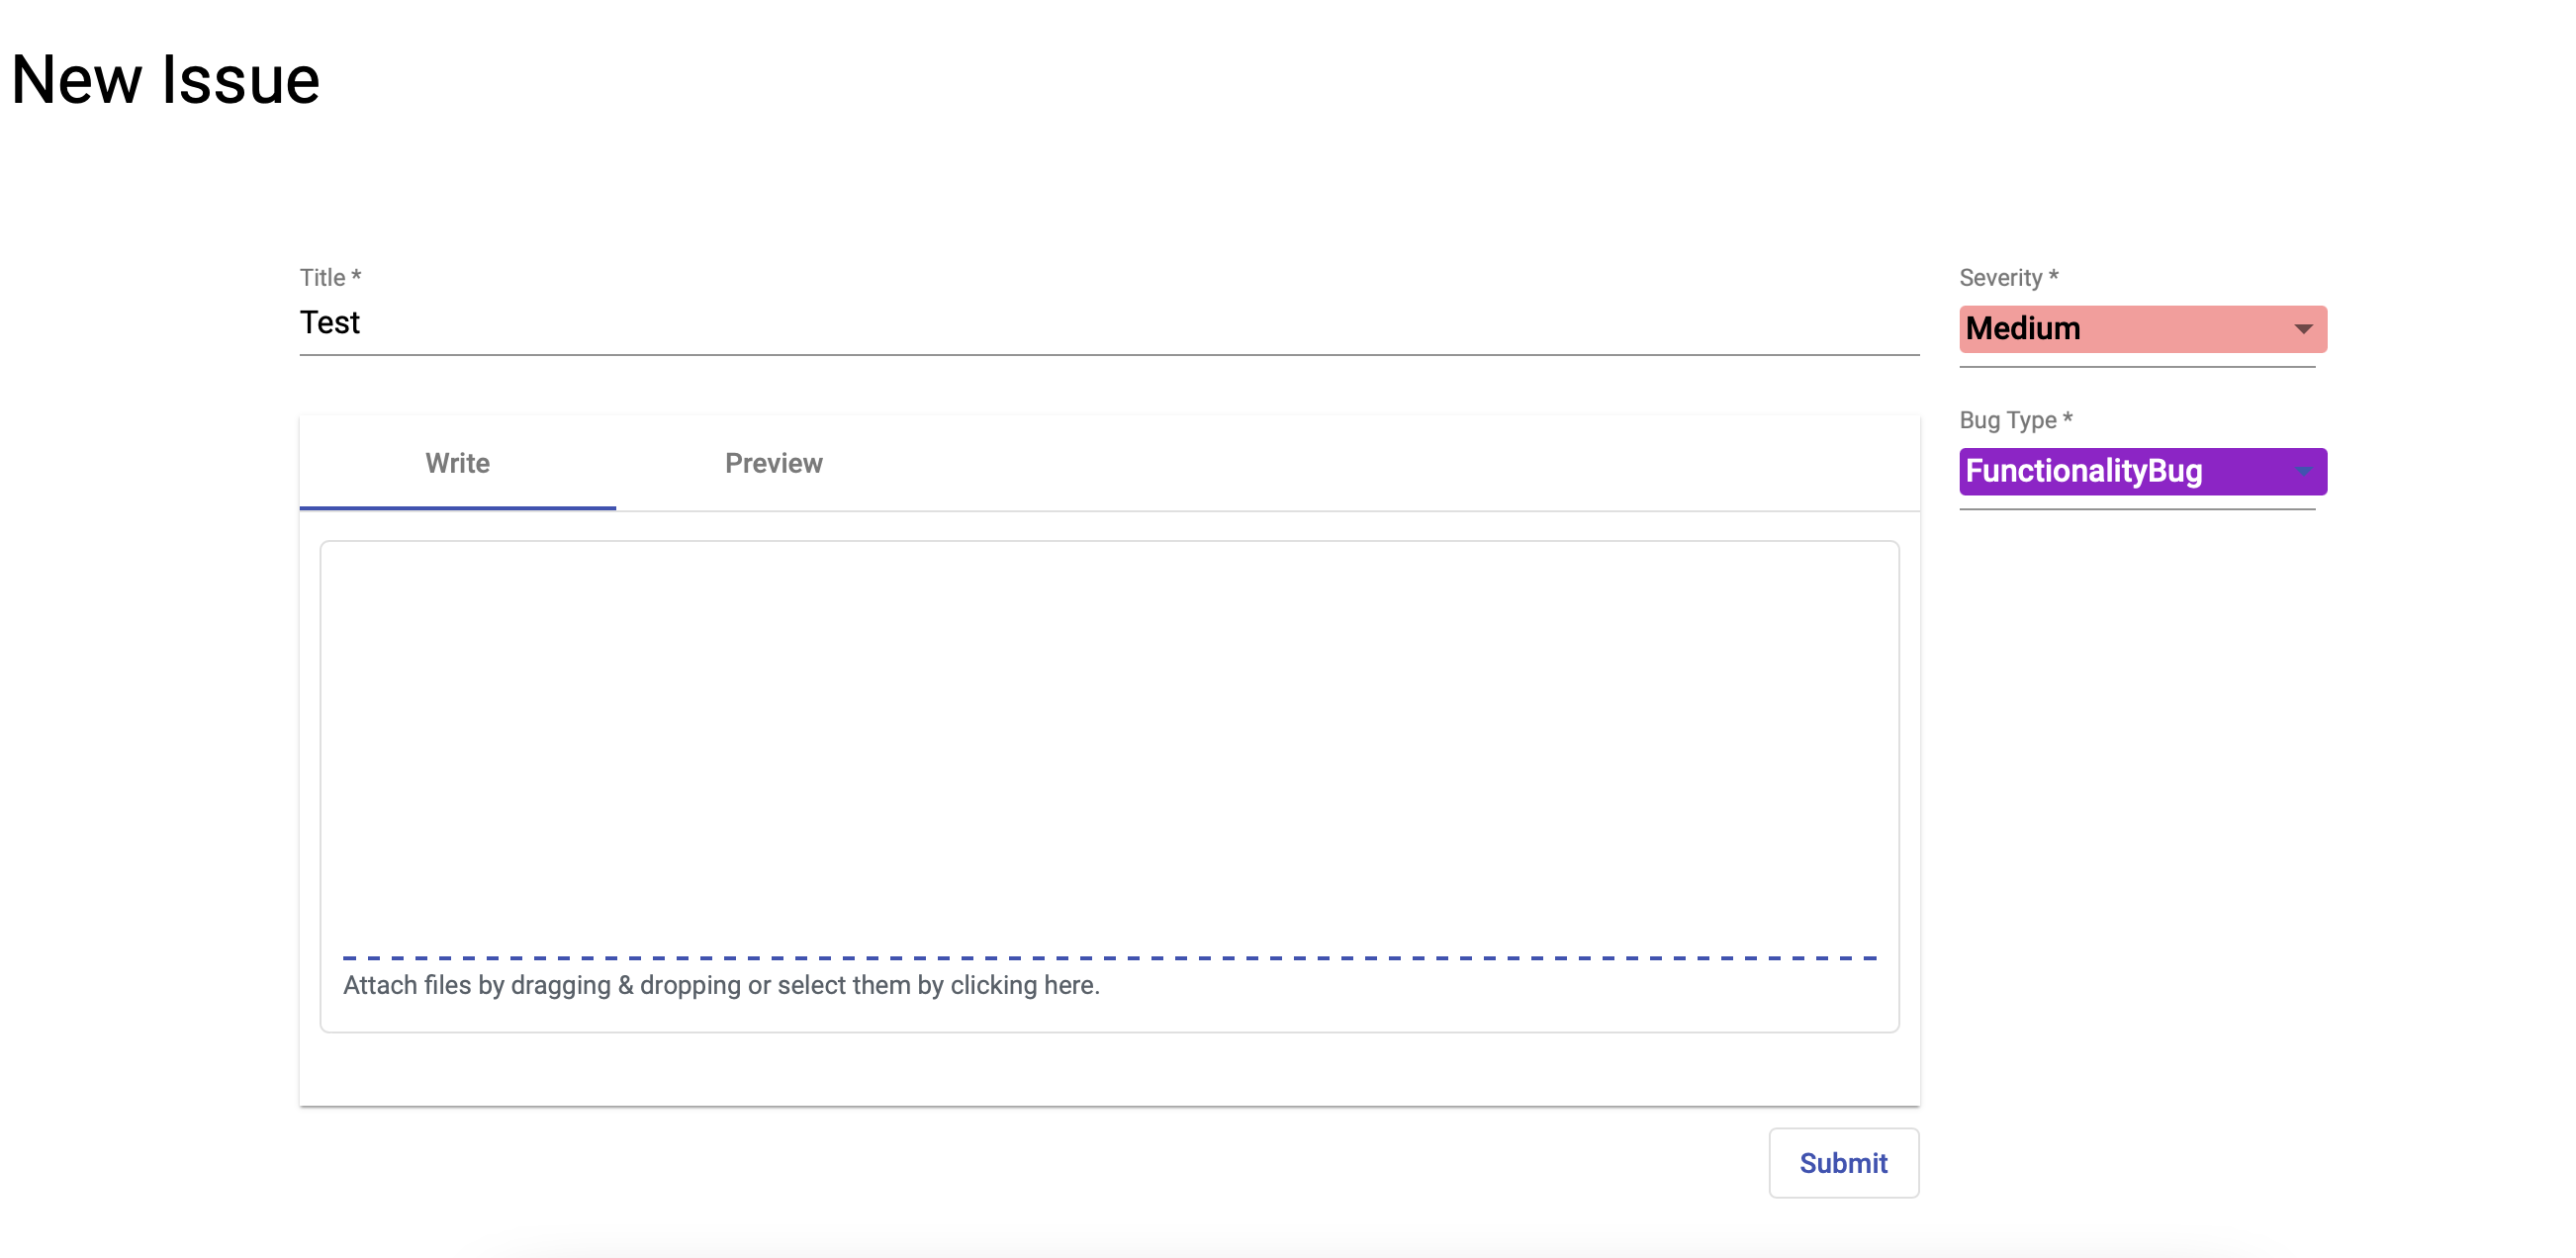 New Issue
Title *
Test
Severity *
Medium
Bug Type *
FunctionalityBug
Write
Preview
Attach files by dragging & dropping or select them by clicking here.
Submit